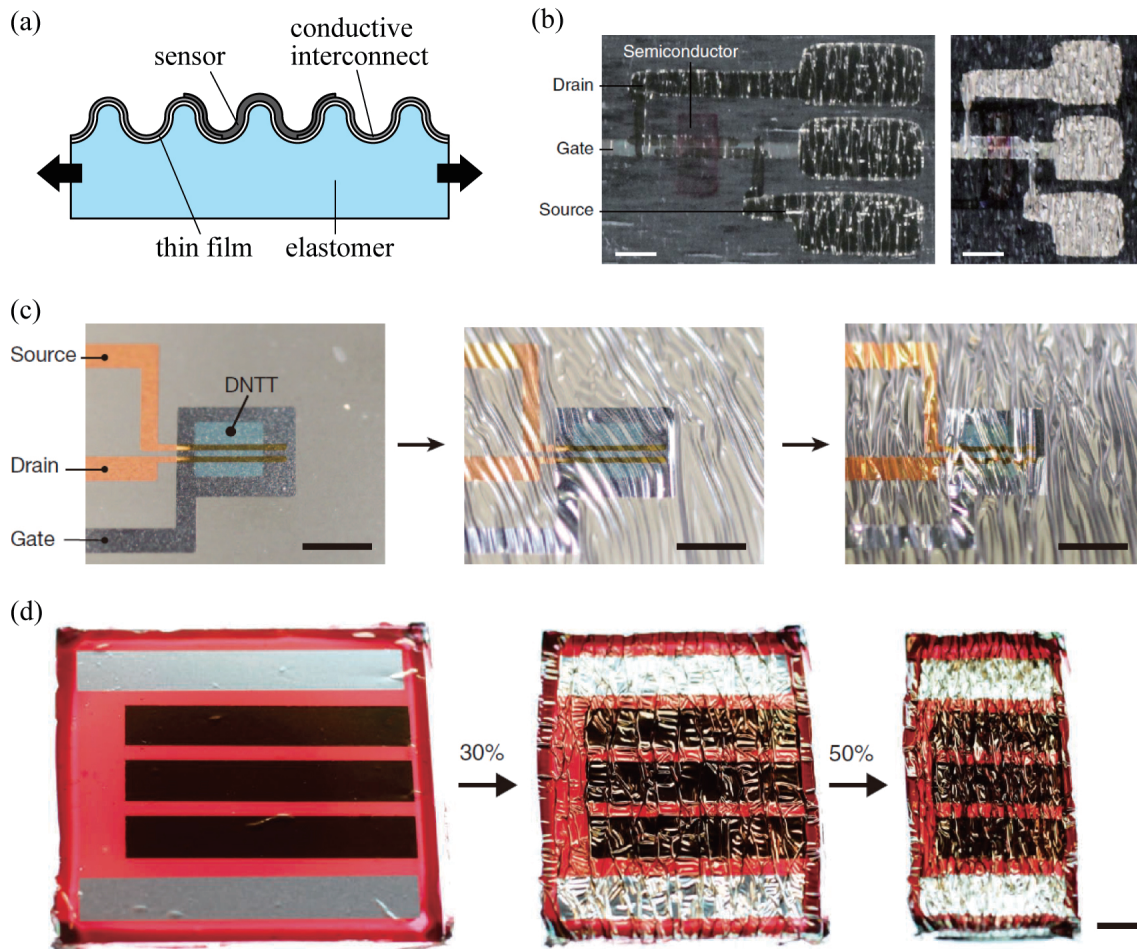 (a)
sensor
conductive
interconnect
thin film
elastomer
(b)
Semiconductor
Drain
Gate
Source
(c)
Source
DNTT
Drain
Gate
(d)
30%
50%